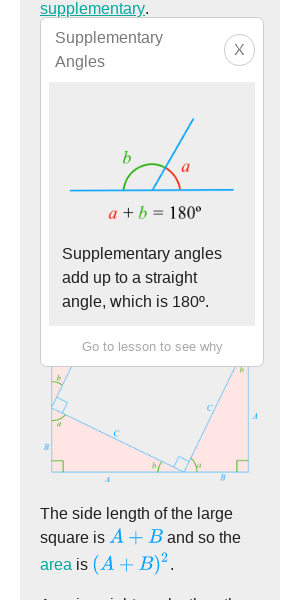 supplementary.
Supplementary
Angles
X
b
a
a + b = 180º
Supplementary angles
add up to a straight
angle, which is 180º.
Go to lesson to see why
b
b
a
C
C
A
B
b
a
A
B
The side length of the large
square is A + B and so the
area is (A + B)².